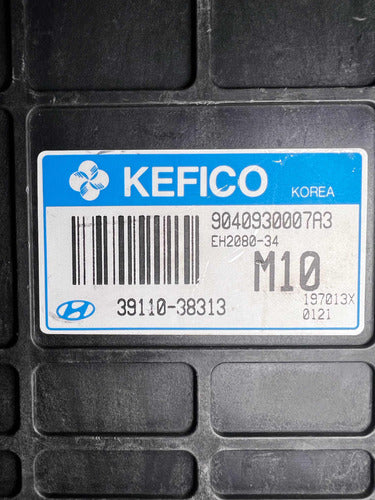 KEFICO KOREA
9040930007A3
EH2080-34
M10
39110-38313
197013X
0121